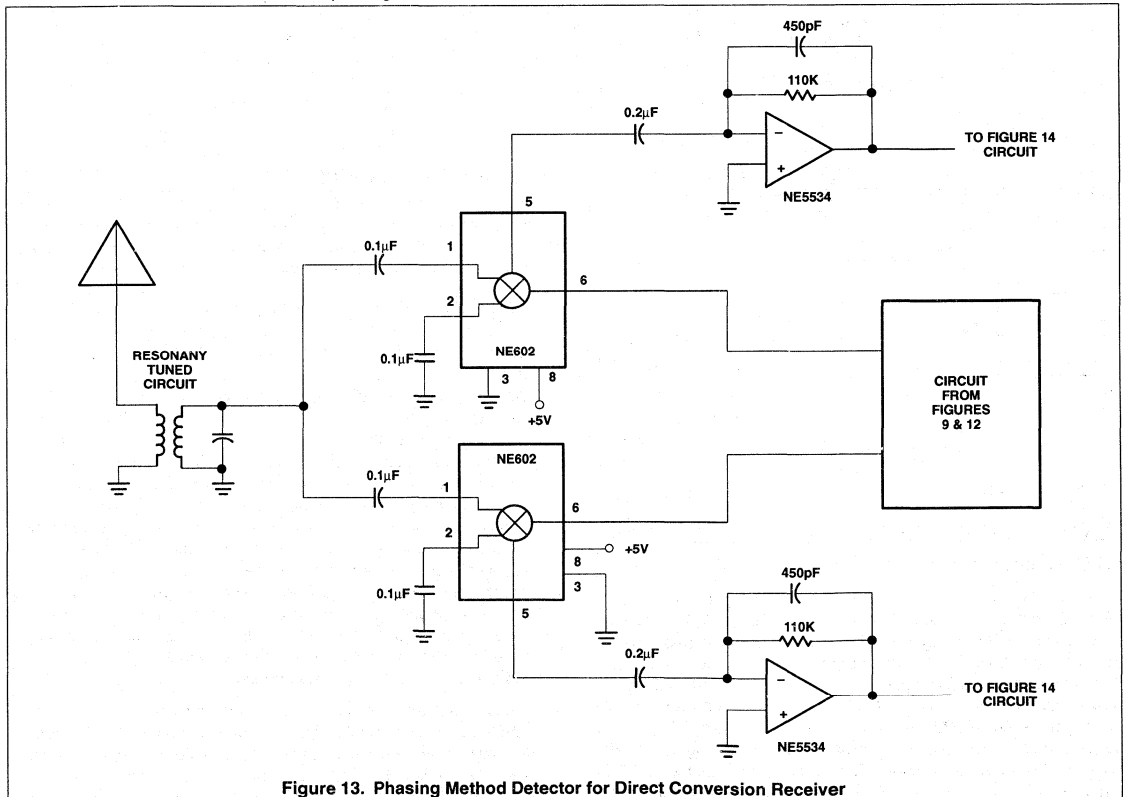 450pF
110K
0.2µF
−
+
NE5534
TO FIGURE 14
CIRCUIT
5
0.1µF
1
2
6
0.1µF
NE602
3
8
+5V
RESONANY
TUNED
CIRCUIT
CIRCUIT
FROM
FIGURES
9 & 12
NE602
0.1µF
1
2
6
+5V
8
3
0.1µF
5
450pF
110K
0.2µF
−
+
NE5534
TO FIGURE 14
CIRCUIT
Figure 13. Phasing Method Detector for Direct Conversion Receiver